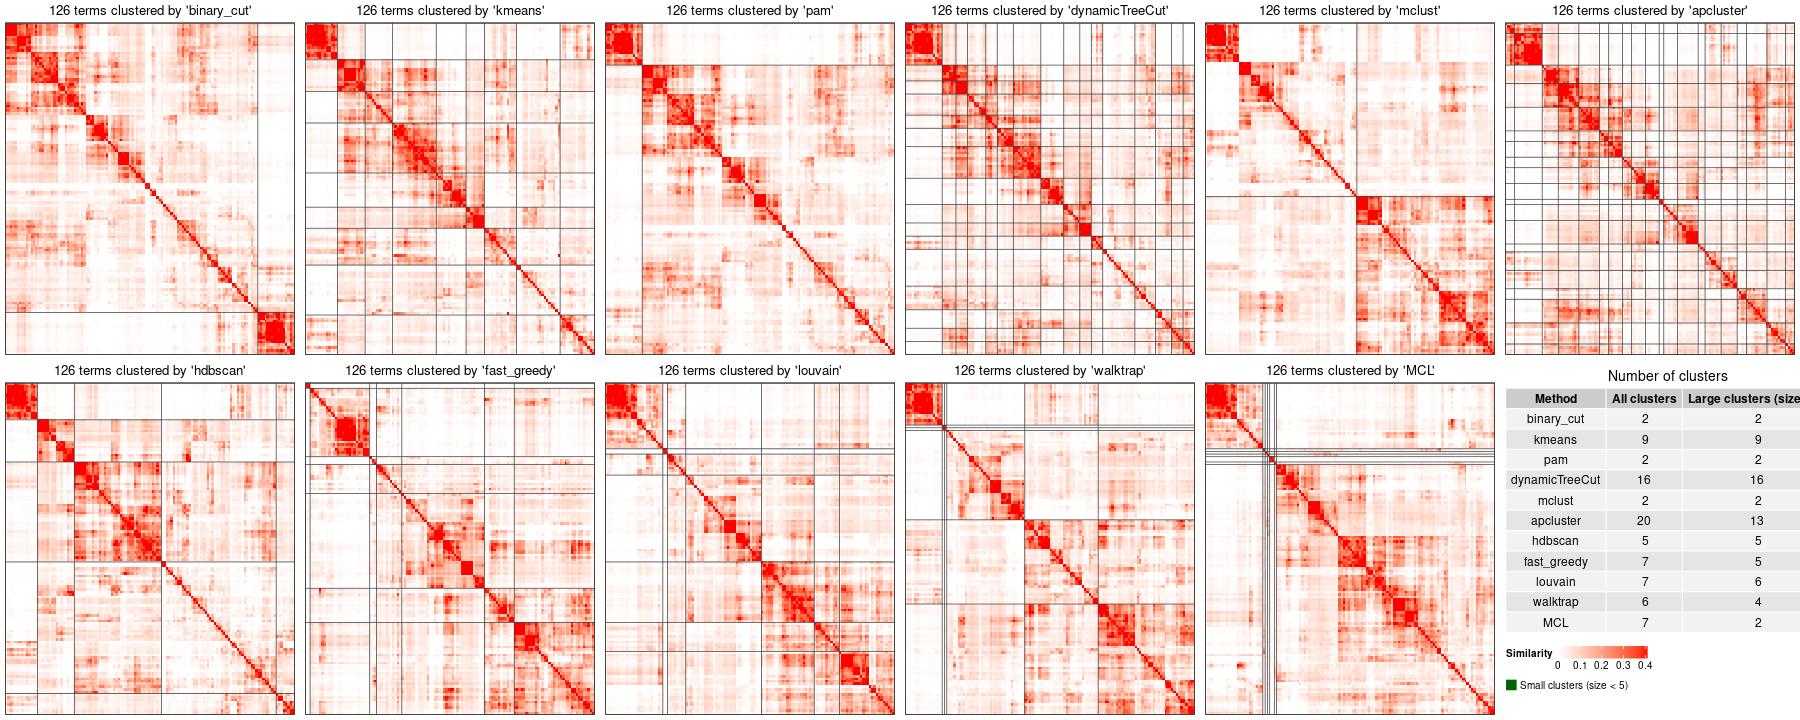 126 terms clustered by 'binary_cut'
126 terms clustered by 'kmeans'
126 terms clustered by 'pam'
126 terms clustered by 'dynamicTreeCut'
126 terms clustered by 'mclust'
126 terms clustered by 'apcluster'
126 terms clustered by 'hdbscan'
126 terms clustered by 'fast_greedy'
126 terms clustered by 'louvain'
126 terms clustered by 'walktrap'
126 terms clustered by 'MCL'
Number of clusters
Method All clusters Large clusters (size
binary_cut 2 2
kmeans 9 9
pam 2 2
dynamicTreeCut 16 16
mclust 2 2
apcluster 20 13
hdbscan 5 5
fast_greedy 7 5
louvain 7 6
walktrap 6 4
MCL 7 2
Similarity
0 0.1 0.2 0.3 0.4
Small clusters (size < 5)